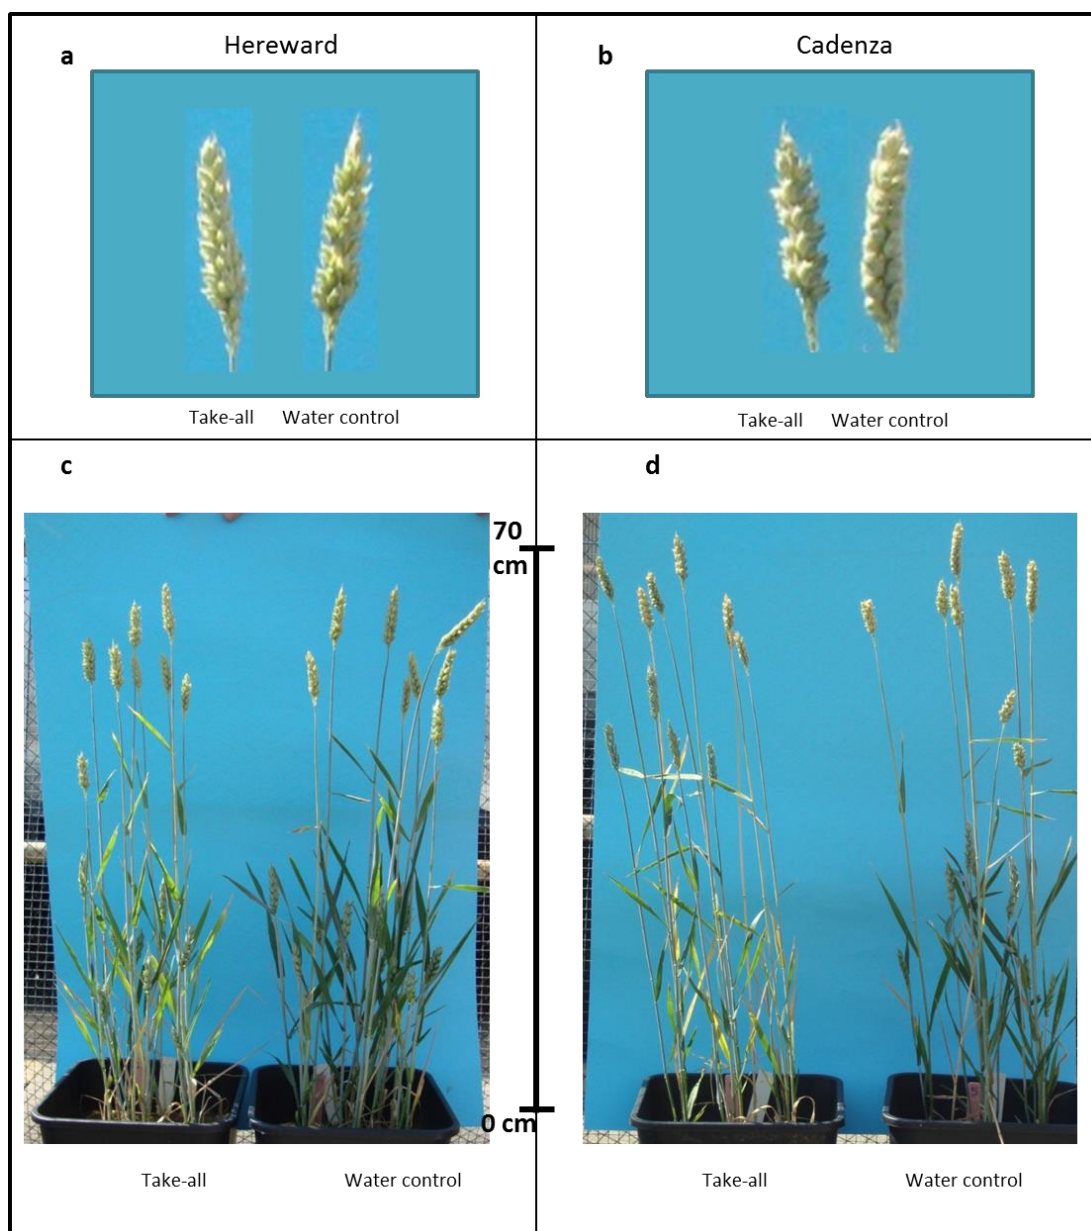 a
Hereward
b
Cadenza
Take-all
Water control
Take-all
Water control
c
d
70
cm
0 cm
Take-all
Water control
Take-all
Water control